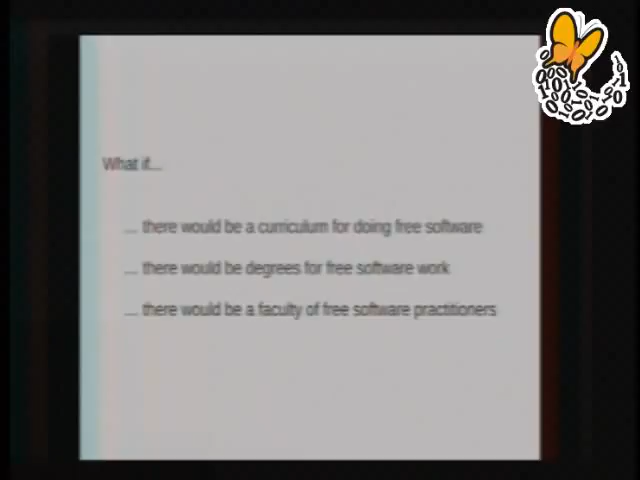 What if...
... there would be a curriculum for doing free software
... there would be degrees for free software work
... there would be a faculty of free software practitioners